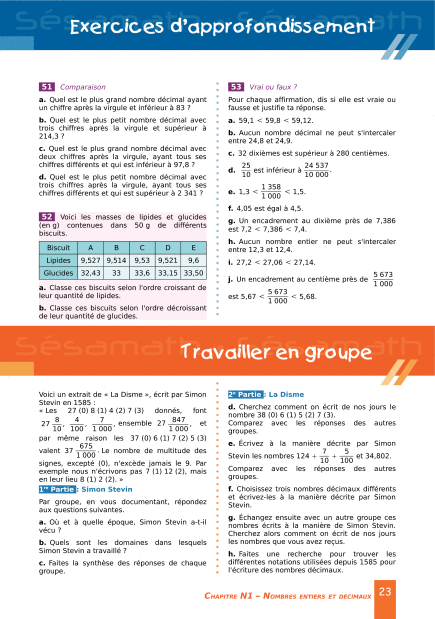 Exercices d'approfondissement
51 Comparaison
a. Quel est le plus grand nombre décimal ayant
un chiffre après la virgule et inférieur à 83 ?
b. Quel est le plus petit nombre décimal avec
trois chiffres après la virgule et supérieur à
214,3 ?
c. Quel est le plus grand nombre décimal avec
deux chiffres après la virgule, ayant tous ses
chiffres différents et qui est inférieur à 97,8 ?
d. Quel est le plus petit nombre décimal avec
trois chiffres après la virgule, ayant tous ses
chiffres différents et qui est supérieur à 2 341 ?
52 Voici les masses de lipides et glucides
(en g) contenues dans 50 g de différents
biscuits.
Biscuit A B C D E
Lipides 9,527 9,514 9,53 9,521 9,6
Glucides 32,43 33 33,6 33,15 33,50
a. Classe ces biscuits selon l'ordre croissant de
leur quantité de lipides.
b. Classe ces biscuits selon l'ordre décroissant
de leur quantité de glucides.
53 Vrai ou faux ?
Pour chaque affirmation, dis si elle est vraie ou
fausse et justifie ta réponse.
a. 59,1 < 59,8 < 59,12.
b. Aucun nombre décimal ne peut s'intercaler
entre 24,8 et 24,9.
c. 32 dixièmes est supérieur à 280 centièmes.
d. 25/10 est inférieur à 24 537/10 000.
e. 1,3 < 1 358/1 000 < 1,5.
f. 4,05 est égal à 4,5.
g. Un encadrement au dixième près de 7,386
est 7,2 < 7,386 < 7,4.
h. Aucun nombre entier ne peut s'intercaler
entre 12,3 et 12,4.
i. 27,2 < 27,06 < 27,14.
j. Un encadrement au centième près de 5 673/1 000
est 5,67 < 5 673/1 000 < 5,68.
Travailler en groupe
Voici un extrait de « La Disme », écrit par Simon
Stevin en 1585 :
« Les 27 (0) 8 (1) 4 (2) 7 (3) donnés, font
27 8/10, 4/100, 7/1 000, ensemble 27 847/1 000, et
par même raison les 37 (0) 6 (1) 7 (2) 5 (3)
valent 37 675/1 000. Le nombre de multitude des
signes, excepté (0), n'excède jamais le 9. Par
exemple nous n'écrivons pas 7 (1) 12 (2), mais
en leur lieu 8 (1) 2 (2). »
1re Partie : Simon Stevin
Par groupe, en vous documentant, répondez
aux questions suivantes.
a. Où et à quelle époque, Simon Stevin a-t-il
vécu ?
b. Quels sont les domaines dans lesquels
Simon Stevin a travaillé ?
c. Faites la synthèse des réponses de chaque
groupe.
2e Partie : La Disme
d. Cherchez comment on écrit de nos jours le
nombre 38 (0) 6 (1) 5 (2) 7 (3).
Comparez avec les réponses des autres
groupes.
e. Écrivez à la manière décrite par Simon
Stevin les nombres 124 + 7/10 + 5/100 et 34,802.
Comparez avec les réponses des autres
groupes.
f. Choisissez trois nombres décimaux différents
et écrivez-les à la manière décrite par Simon
Stevin.
g. Échangez ensuite avec un autre groupe ces
nombres écrits à la manière de Simon Stevin.
Cherchez alors comment on écrit de nos jours
les nombres que vous avez reçus.
h. Faites une recherche pour trouver les
différentes notations utilisées depuis 1585 pour
l'écriture des nombres décimaux.
Chapitre N1 – Nombres entiers et décimaux 23